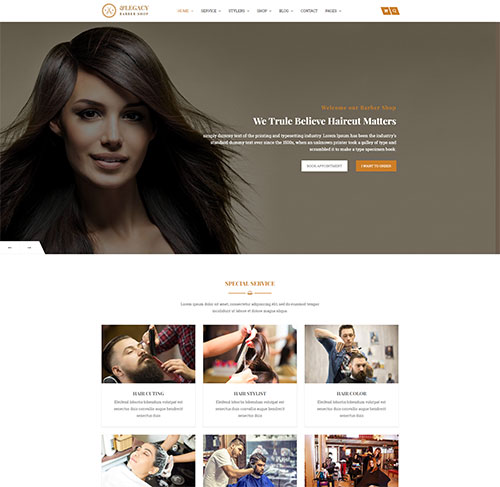 &LEGACY
BARBER SHOP
HOME SERVICE STYLERS SHOP BLOG CONTACT PAGES
Welcome our Barber Shop
We Trule Believe Haircut Matters
simply dummy text of the printing and typesetting industry. Lorem Ipsum has been the industry's
standard dummy text ever since the 1500s, when an unknown printer took a galley of type and
scrambled it to make a type specimen book.
BOOK APPOINTMENT
I WANT TO ORDER
SPECIAL SERVICE
Lorem ipsum dolor sit amet, consectetur adipisicing elit, sed do eiusmod tempor
incididunt ut labore et dolore magna aliqua.
HAIR CUTING
Eleifend lobortis bibendum volutpat est
senectus duis convallis augue hendrerit
senectus duis
HAIR STYLIST
Eleifend lobortis bibendum volutpat est
senectus duis convallis augue hendrerit
senectus duis
HAIR COLOR
Eleifend lobortis bibendum volutpat est
senectus duis convallis augue hendrerit
senectus duis